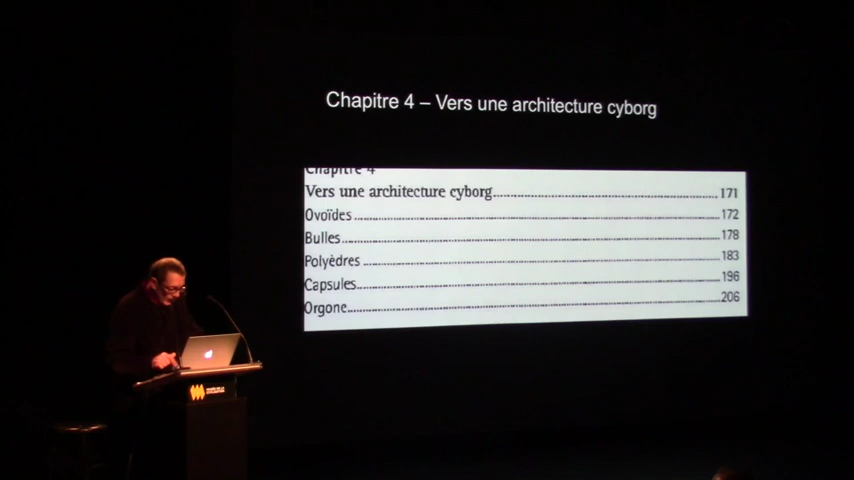 Chapitre 4 – Vers une architecture cyborg
Chapitre 4
Vers une architecture cyborg 171
Ovoïdes 172
Bulles 178
Polyèdres 183
Capsules 196
Orgone 206